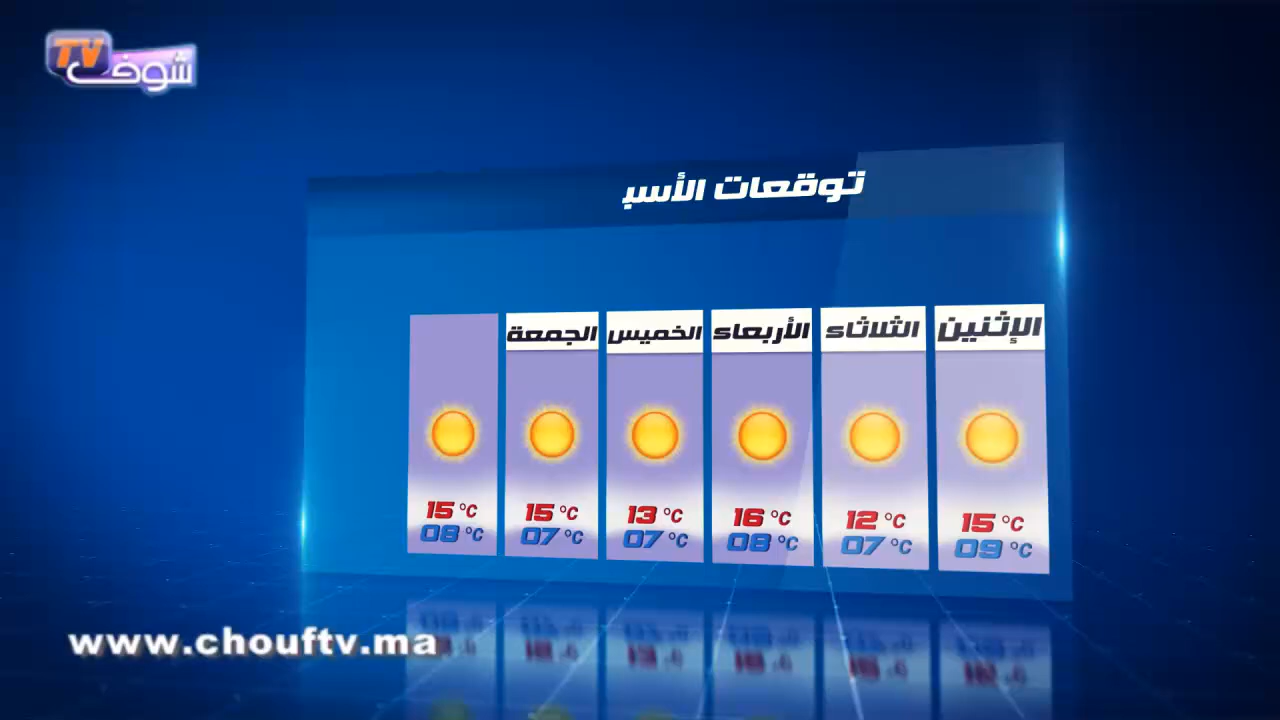 TV
شوف
توقعات الأسب
الإثنين الثلاثاء الأربعاء الخميس الجمعة
15 °C 12 °C 16 °C 13 °C 15 °C 15 °C
09 °C 07 °C 08 °C 07 °C 07 °C 08 °C
www.chouftv.ma